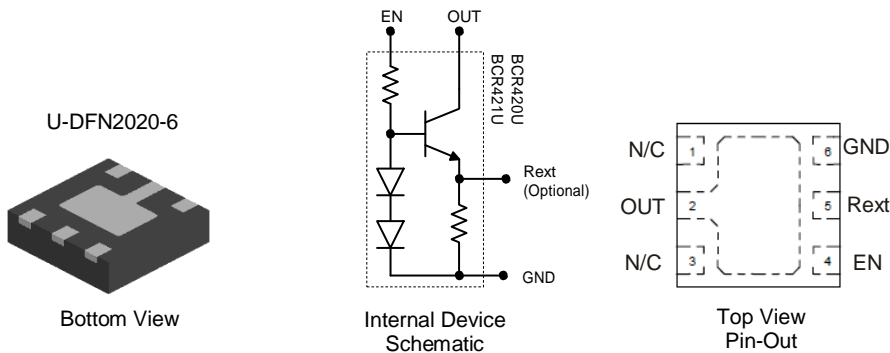 U-DFN2020-6
Bottom View
EN
OUT
BCR420U
BCR421U
Rext
(Optional)
GND
Internal Device
Schematic
N/C
1
6
GND
OUT
2
5
Rext
N/C
3
4
EN
Top View
Pin-Out